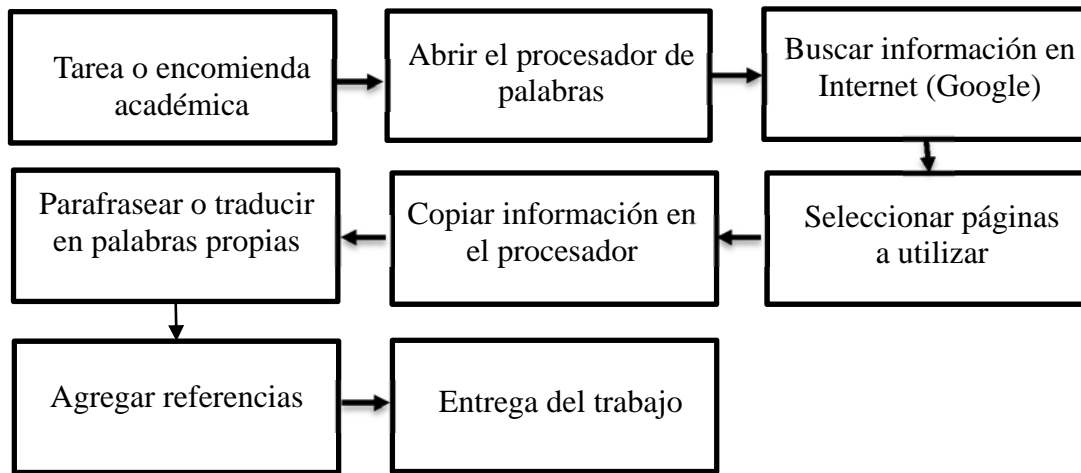 Tarea o encomienda
académica
Abrir el procesador de
palabras
Buscar información en
Internet (Google)
Seleccionar páginas
a utilizar
Copiar información en
el procesador
Parafrasear o traducir
en palabras propias
Agregar referencias
Entrega del trabajo